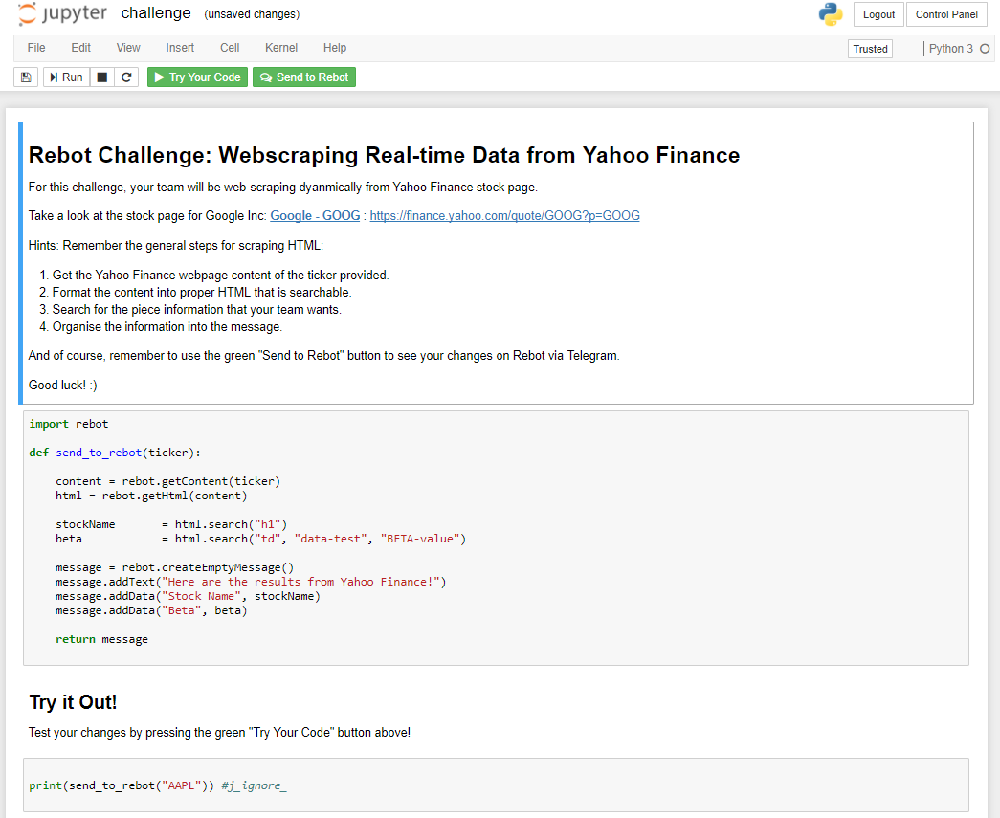 jupyter challenge (unsaved changes) Logout Control Panel
File Edit View Insert Cell Kernel Help Trusted Python 3
Run Try Your Code Send to Rebot
Rebot Challenge: Webscraping Real-time Data from Yahoo Finance
For this challenge, your team will be web-scraping dyanmically from Yahoo Finance stock page.
Take a look at the stock page for Google Inc: Google - GOOG : https://finance.yahoo.com/quote/GOOG?p=GOOG
Hints: Remember the general steps for scraping HTML:
1. Get the Yahoo Finance webpage content of the ticker provided.
2. Format the content into proper HTML that is searchable.
3. Search for the piece information that your team wants.
4. Organise the information into the message.
And of course, remember to use the green "Send to Rebot" button to see your changes on Rebot via Telegram.
Good luck! :)
import rebot
def send_to_rebot(ticker):
content = rebot.getContent(ticker)
html = rebot.getHtml(content)
stockName = html.search("h1")
beta = html.search("td", "data-test", "BETA-value")
message = rebot.createEmptyMessage()
message.addText("Here are the results from Yahoo Finance!")
message.addData("Stock Name", stockName)
message.addData("Beta", beta)
return message
Try it Out!
Test your changes by pressing the green "Try Your Code" button above!
print(send_to_rebot("AAPL")) #j_ignore_